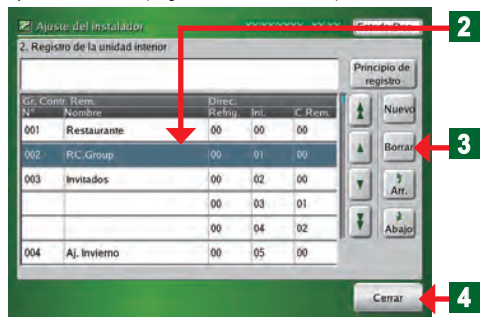 Ajuste del instalador
2
2. Registro de la unidad interior
Principio de
registro
Gr. Contr. Rem. Direc.
N° Nombre Refrig. Int. C.Rem.
Nuevo
001 Restaurante 00 00 00
002 RC.Group 00 01 00
Borrar
3
003 Invitados 00 02 00
Arr.
00 03 01
00 04 02
Abajo
004 Aj. Invierno 00 05 00
Cerrar
4